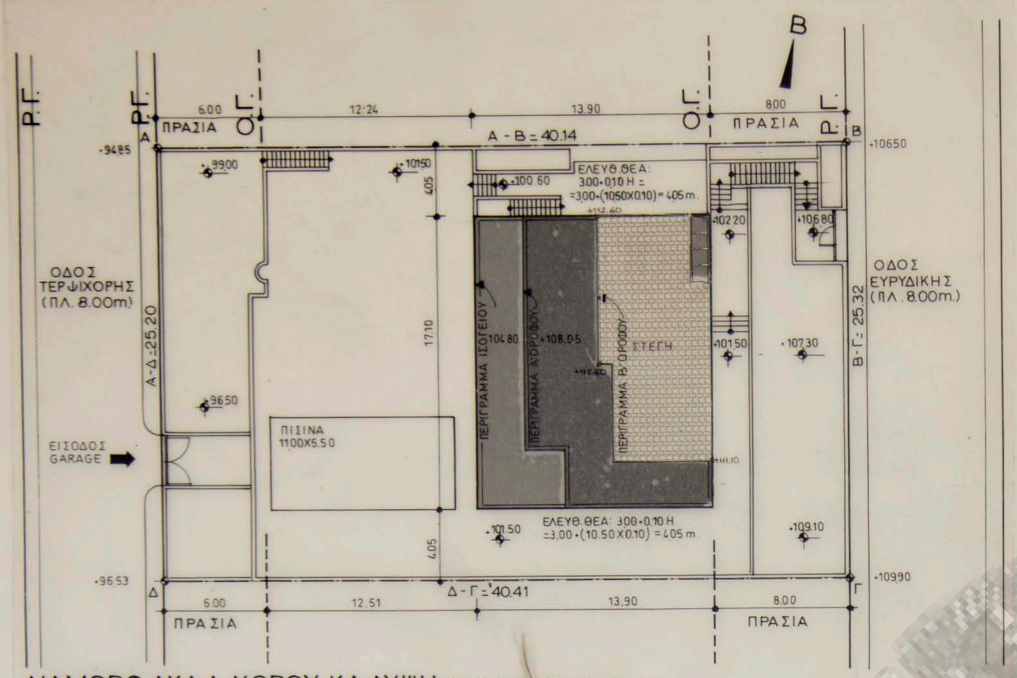 Β
Ρ.Γ.
Ρ.Γ.
Ο.Γ.
Ο.Γ.
Ρ.Γ.
6.00
12.24
13.90
8.00
ΠΡΑΣΙΑ
ΠΡΑΣΙΑ
Α
Α - Β = 40.14
Β
+94.85
+106.50
+99.00
+101.50
4.05
+100.60
ΕΛΕΥΘ. ΘΕΑ:
3.00+0.10 Η =
=3.00+(10.50Χ0.10) = 4.05 m.
+112.60
+102.20
+106.80
ΟΔΟΣ
ΤΕΡΨΙΧΟΡΗΣ
(ΠΛ. 8.00m)
ΟΔΟΣ
ΕΥΡΥΔΙΚΗΣ
(ΠΛ. 8.00m.)
Α-Δ=25.20
17.10
ΠΕΡΙΓΡΑΜΜΑ ΙΣΟΓΕΙΟΥ
+104.80
ΠΕΡΙΓΡΑΜΜΑ Α'ΟΡΟΦΟΥ
+108.05
ΠΕΡΙΓΡΑΜΜΑ Β'ΟΡΟΦΟΥ
ΣΤΕΓΗ
+101.50
+107.30
Β-Γ= 25.32
+96.50
ΠΙΣΙΝΑ
11.00Χ5.50
ΕΙΣΟΔΟΣ
GARAGE
+101.50
ΕΛΕΥΘ. ΘΕΑ: 3.00+0.10 Η
=3.00+(10.50Χ0.10) = 4.05 m.
+109.10
4.05
+96.53
Δ
Δ - Γ = 40.41
Γ
+109.90
6.00
12.51
13.90
8.00
ΠΡΑΣΙΑ
ΠΡΑΣΙΑ